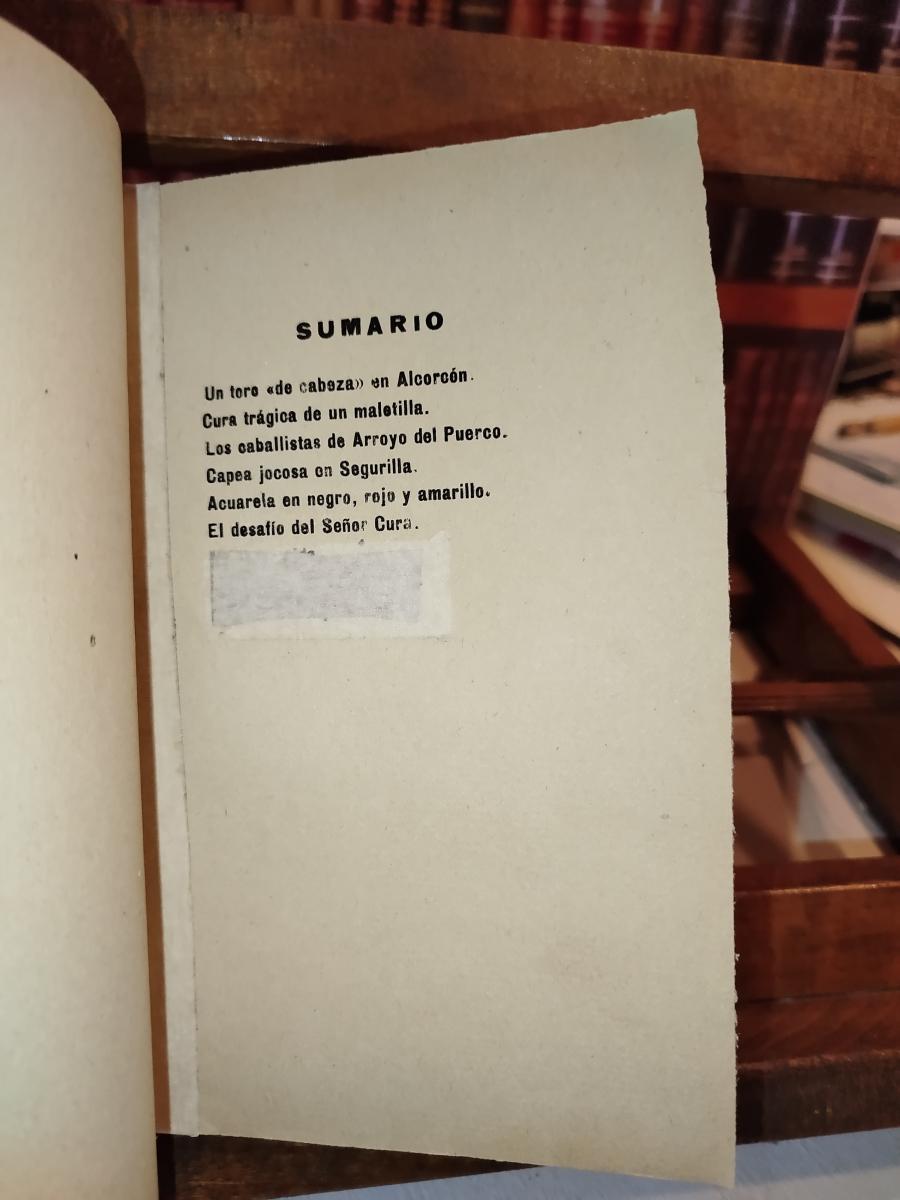 SUMARIO
Un toro «de cabeza» en Alcorcón.
Cura trágica de un maletilla.
Los caballistas de Arroyo del Puerco.
Capea jocosa en Segurilla.
Acuarela en negro, rojo y amarillo.
El desafío del Señor Cura.